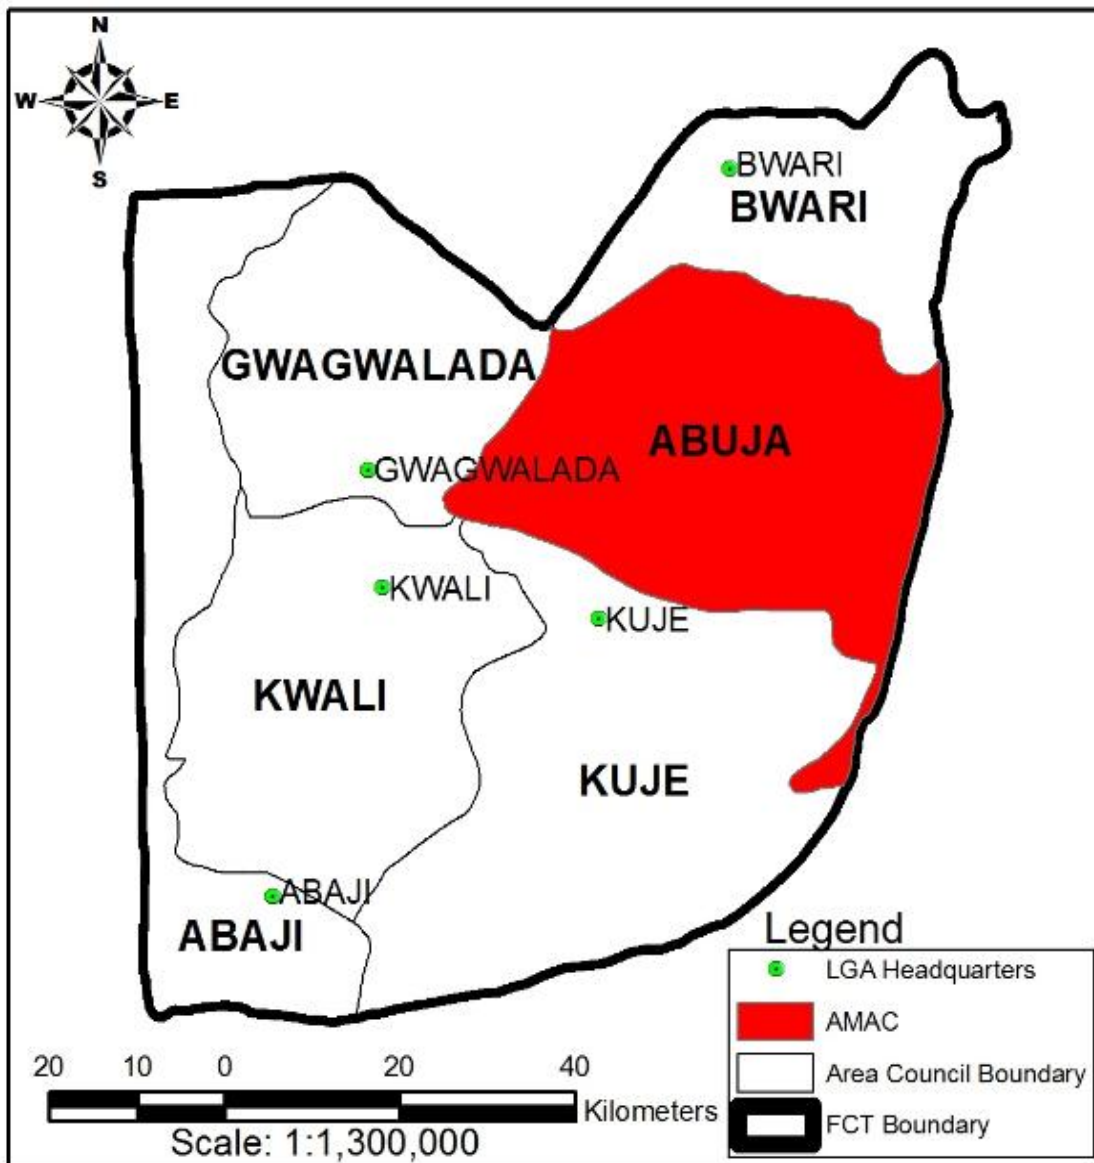 N
W E
S
BWARI
BWARI
GWAGWALADA
ABUJA
GWAGWALADA
KWALI
KUJE
KWALI
KUJE
ABAJI
ABAJI
Legend
LGA Headquarters
AMAC
Area Council Boundary
FCT Boundary
20 10 0 20 40
Kilometers
Scale: 1:1,300,000